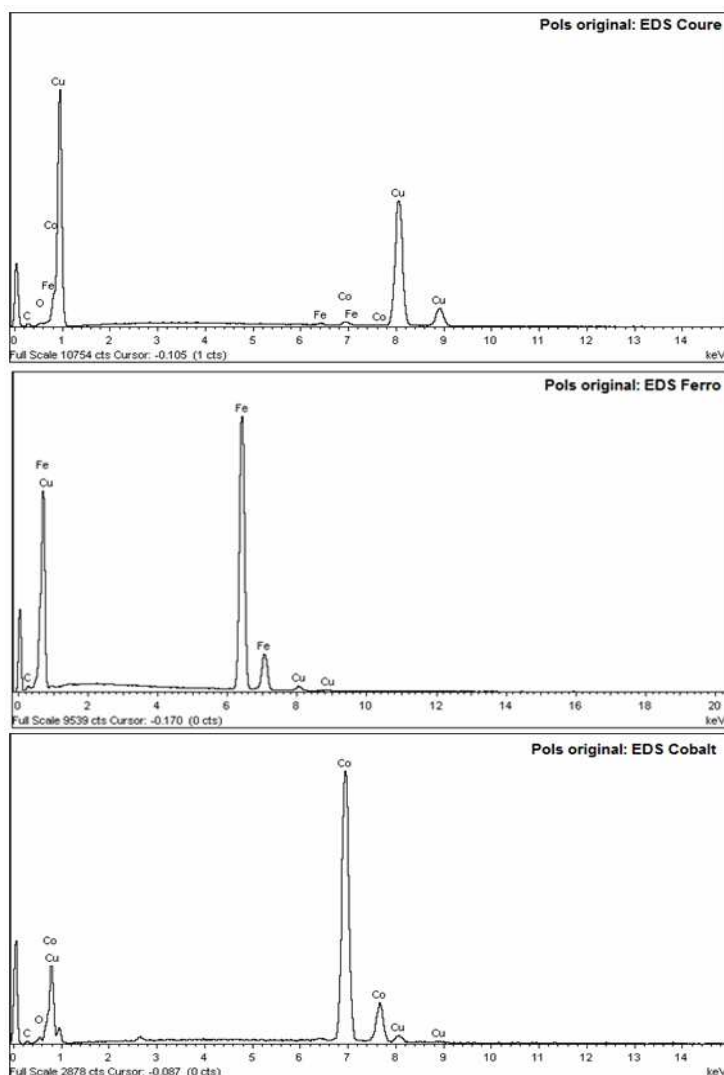 Pols original: EDS Coure
Cu
Cu
Co
Fe
O
C
Co
Fe
Fe
Co
Cu
0 1 2 3 4 5 6 7 8 9 10 11 12 13 14
Full Scale 10754 cts Cursor: -0.105 (1 cts)
keV
Pols original: EDS Ferro
Fe
Fe
Cu
C
Fe
Cu
Cu
0 2 4 6 8 10 12 14 16 18 20
Full Scale 9539 cts Cursor: -0.170 (0 cts)
keV
Pols original: EDS Cobalt
Co
Co
Cu
O
C
Co
Cu
Cu
0 1 2 3 4 5 6 7 8 9 10 11 12 13 14
Full Scale 2878 cts Cursor: -0.087 (0 cts)
keV